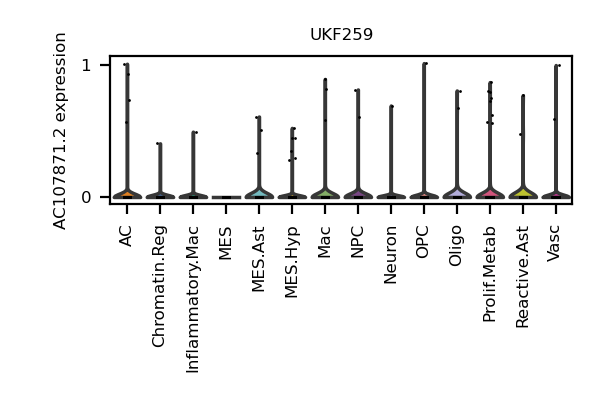 UKF259
AC107871.2 expression
1
0
AC
Chromatin.Reg
Inflammatory.Mac
MES
MES.Ast
MES.Hyp
Mac
NPC
Neuron
OPC
Oligo
Prolif.Metab
Reactive.Ast
Vasc